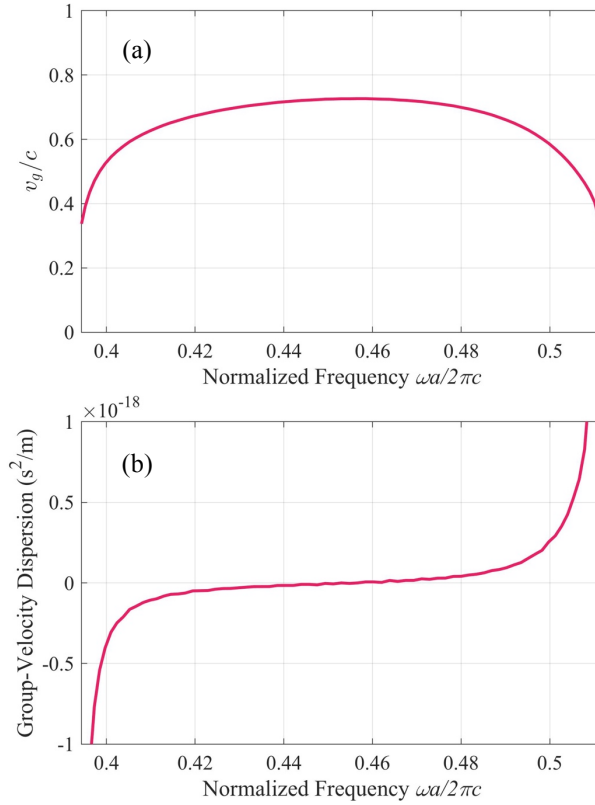 (a)
1
0.8
0.6
0.4
0.2
0
v_g/c
0.4 0.42 0.44 0.46 0.48 0.5
Normalized Frequency ωa/2πc
×10^-18
(b)
1
0.5
0
-0.5
-1
Group-Velocity Dispersion (s²/m)
0.4 0.42 0.44 0.46 0.48 0.5
Normalized Frequency ωa/2πc